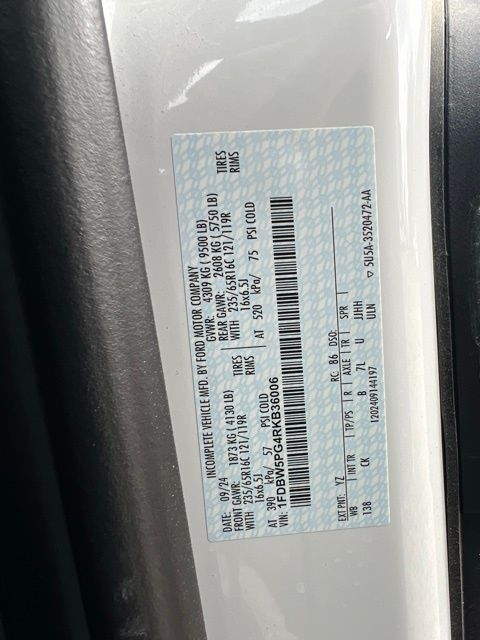 INCOMPLETE VEHICLE MFD. BY FORD MOTOR COMPANY
DATE: 09/24 GVWR: 4309 KG ( 9500 LB)
FRONT GAWR: 1873 KG ( 4130 LB) REAR GAWR: 2608 KG ( 5750 LB)
WITH 235/65R16C 121/119R TIRES WITH 235/65R16C 121/119R TIRES
16x6.5J RIMS 16x6.5J RIMS
AT 390 kPa/ 57 PSI COLD AT 520 kPa/ 75 PSI COLD
VIN: 1FDBW5PG4RKB36006
EXT PNT: YZ RC: 86 DSO:
WB INT TR TP/PS R AXLE TR SPR
138 CK B 7L U JJHH
ULN
1202409144197 ▽ 5U5A-3520472-AA